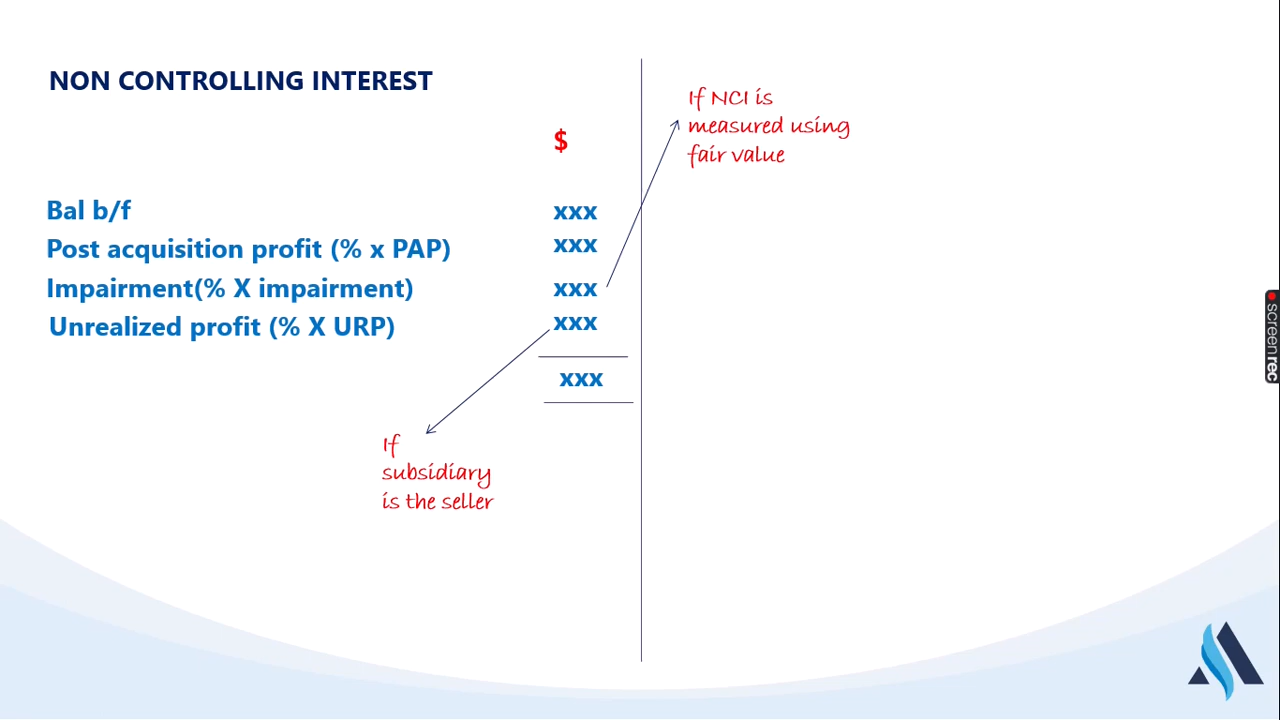 NON CONTROLLING INTEREST
$
If NCI is
measured using
fair value
Bal b/f xxx
Post acquisition profit (% x PAP) xxx
Impairment(% X impairment) xxx
Unrealized profit (% X URP) xxx
xxx
If
subsidiary
is the seller
screenrec